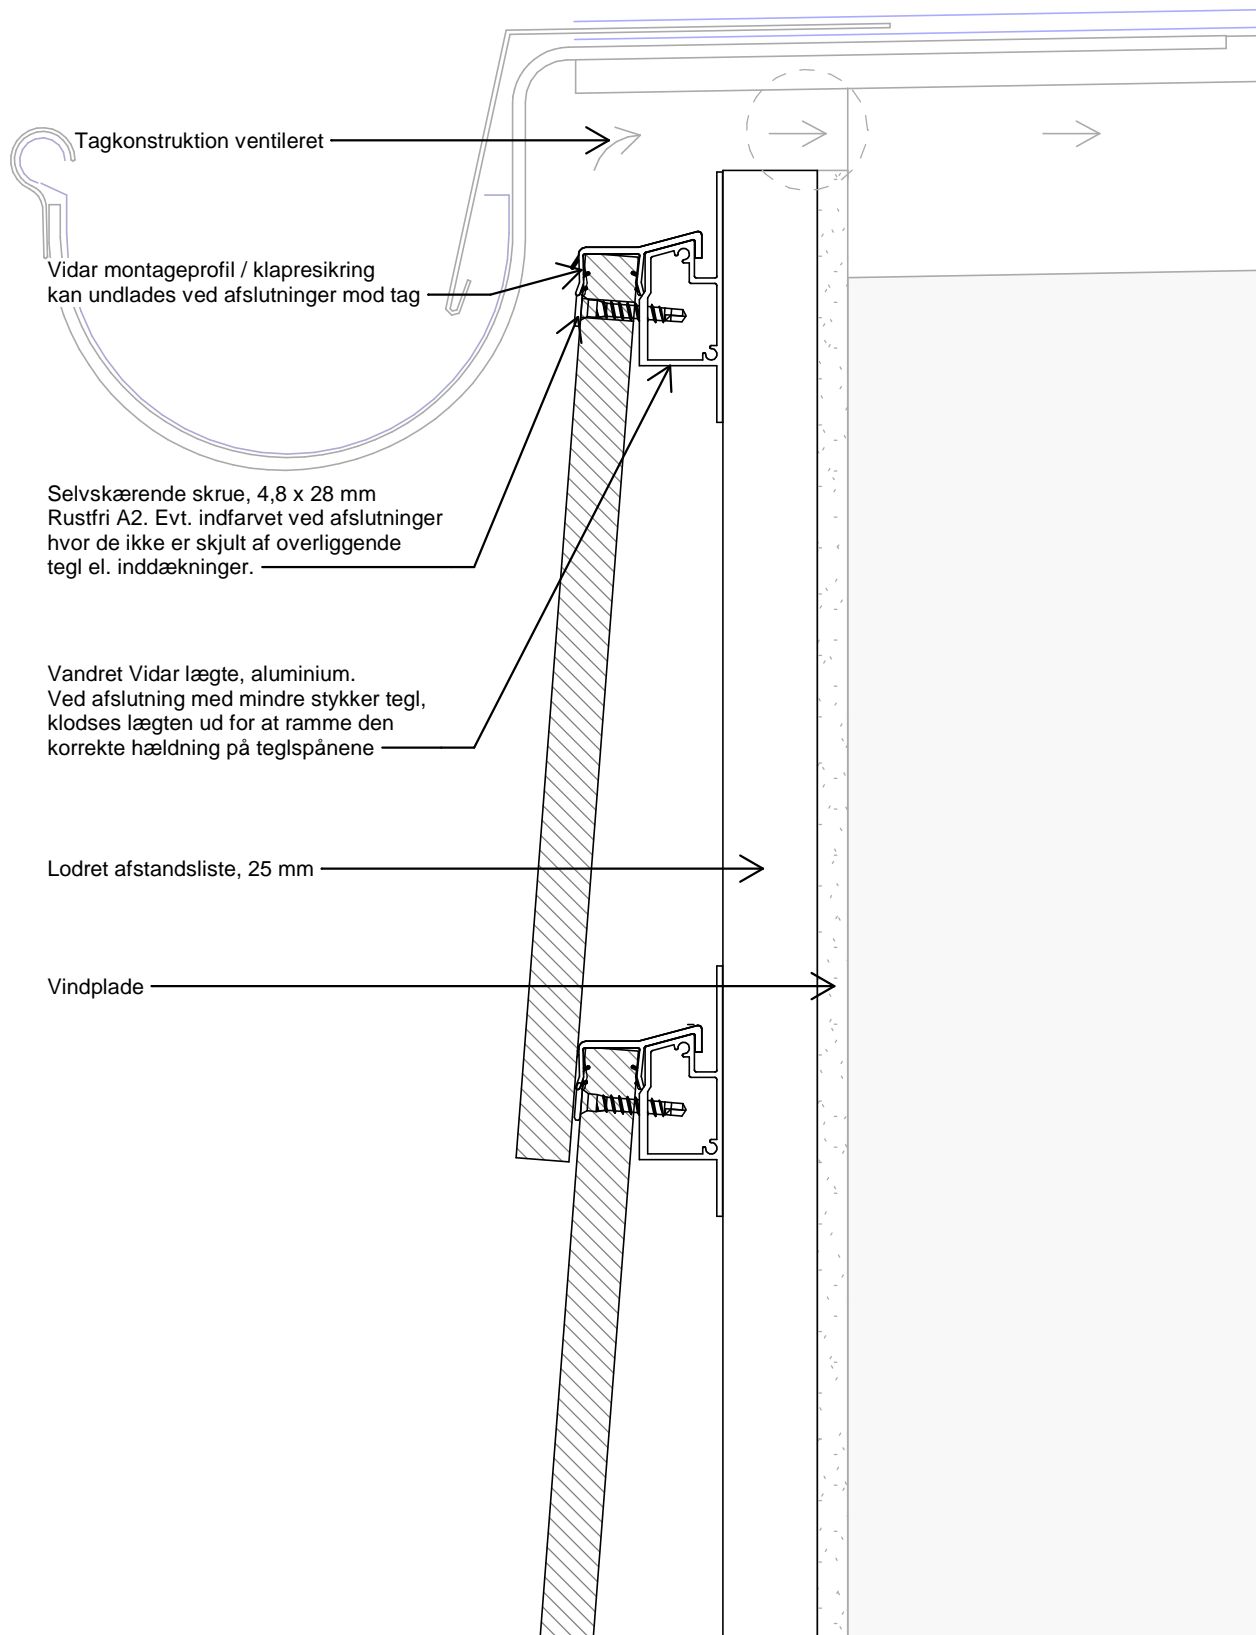 Tagkonstruktion ventileret
Vidar montageprofil / klapresikring
kan undlades ved afslutninger mod tag
Selvskærende skrue, 4,8 x 28 mm
Rustfri A2. Evt. indfarvet ved afslutninger
hvor de ikke er skjult af overliggende
tegl el. inddækninger.
Vandret Vidar lægte, aluminium.
Ved afslutning med mindre stykker tegl,
klodses lægten ud for at ramme den
korrekte hældning på teglspånene
Lodret afstandsliste, 25 mm
Vindplade